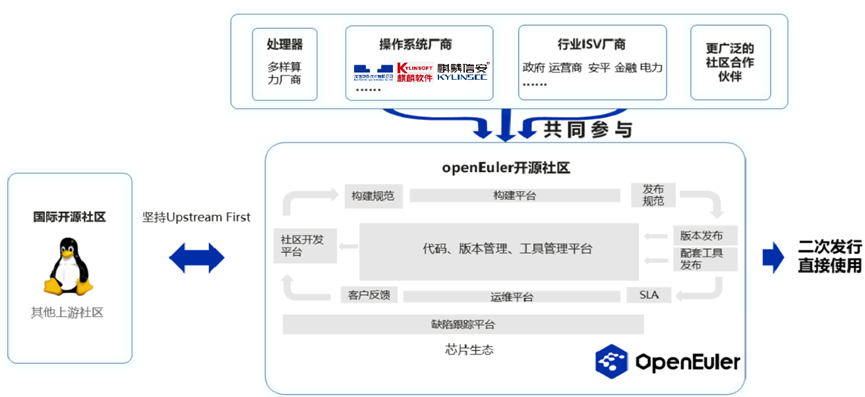 处理器
多样算
力厂商
操作系统厂商
KYLINSOFT
麒麟软件
麒麟信安
KYLINSEC
······
行业ISV厂商
政府 运营商 安平 金融 电力
······
更广泛的
社区合作
伙伴
共同参与
国际开源社区
其他上游社区
坚持Upstream First
openEuler开源社区
构建规范
构建平台
发布
规范
社区开发
平台
代码、版本管理、工具管理平台
版本发布
配套工具
发布
客户反馈
运维平台
SLA
缺陷跟踪平台
芯片生态
OpenEuler
二次发行
直接使用